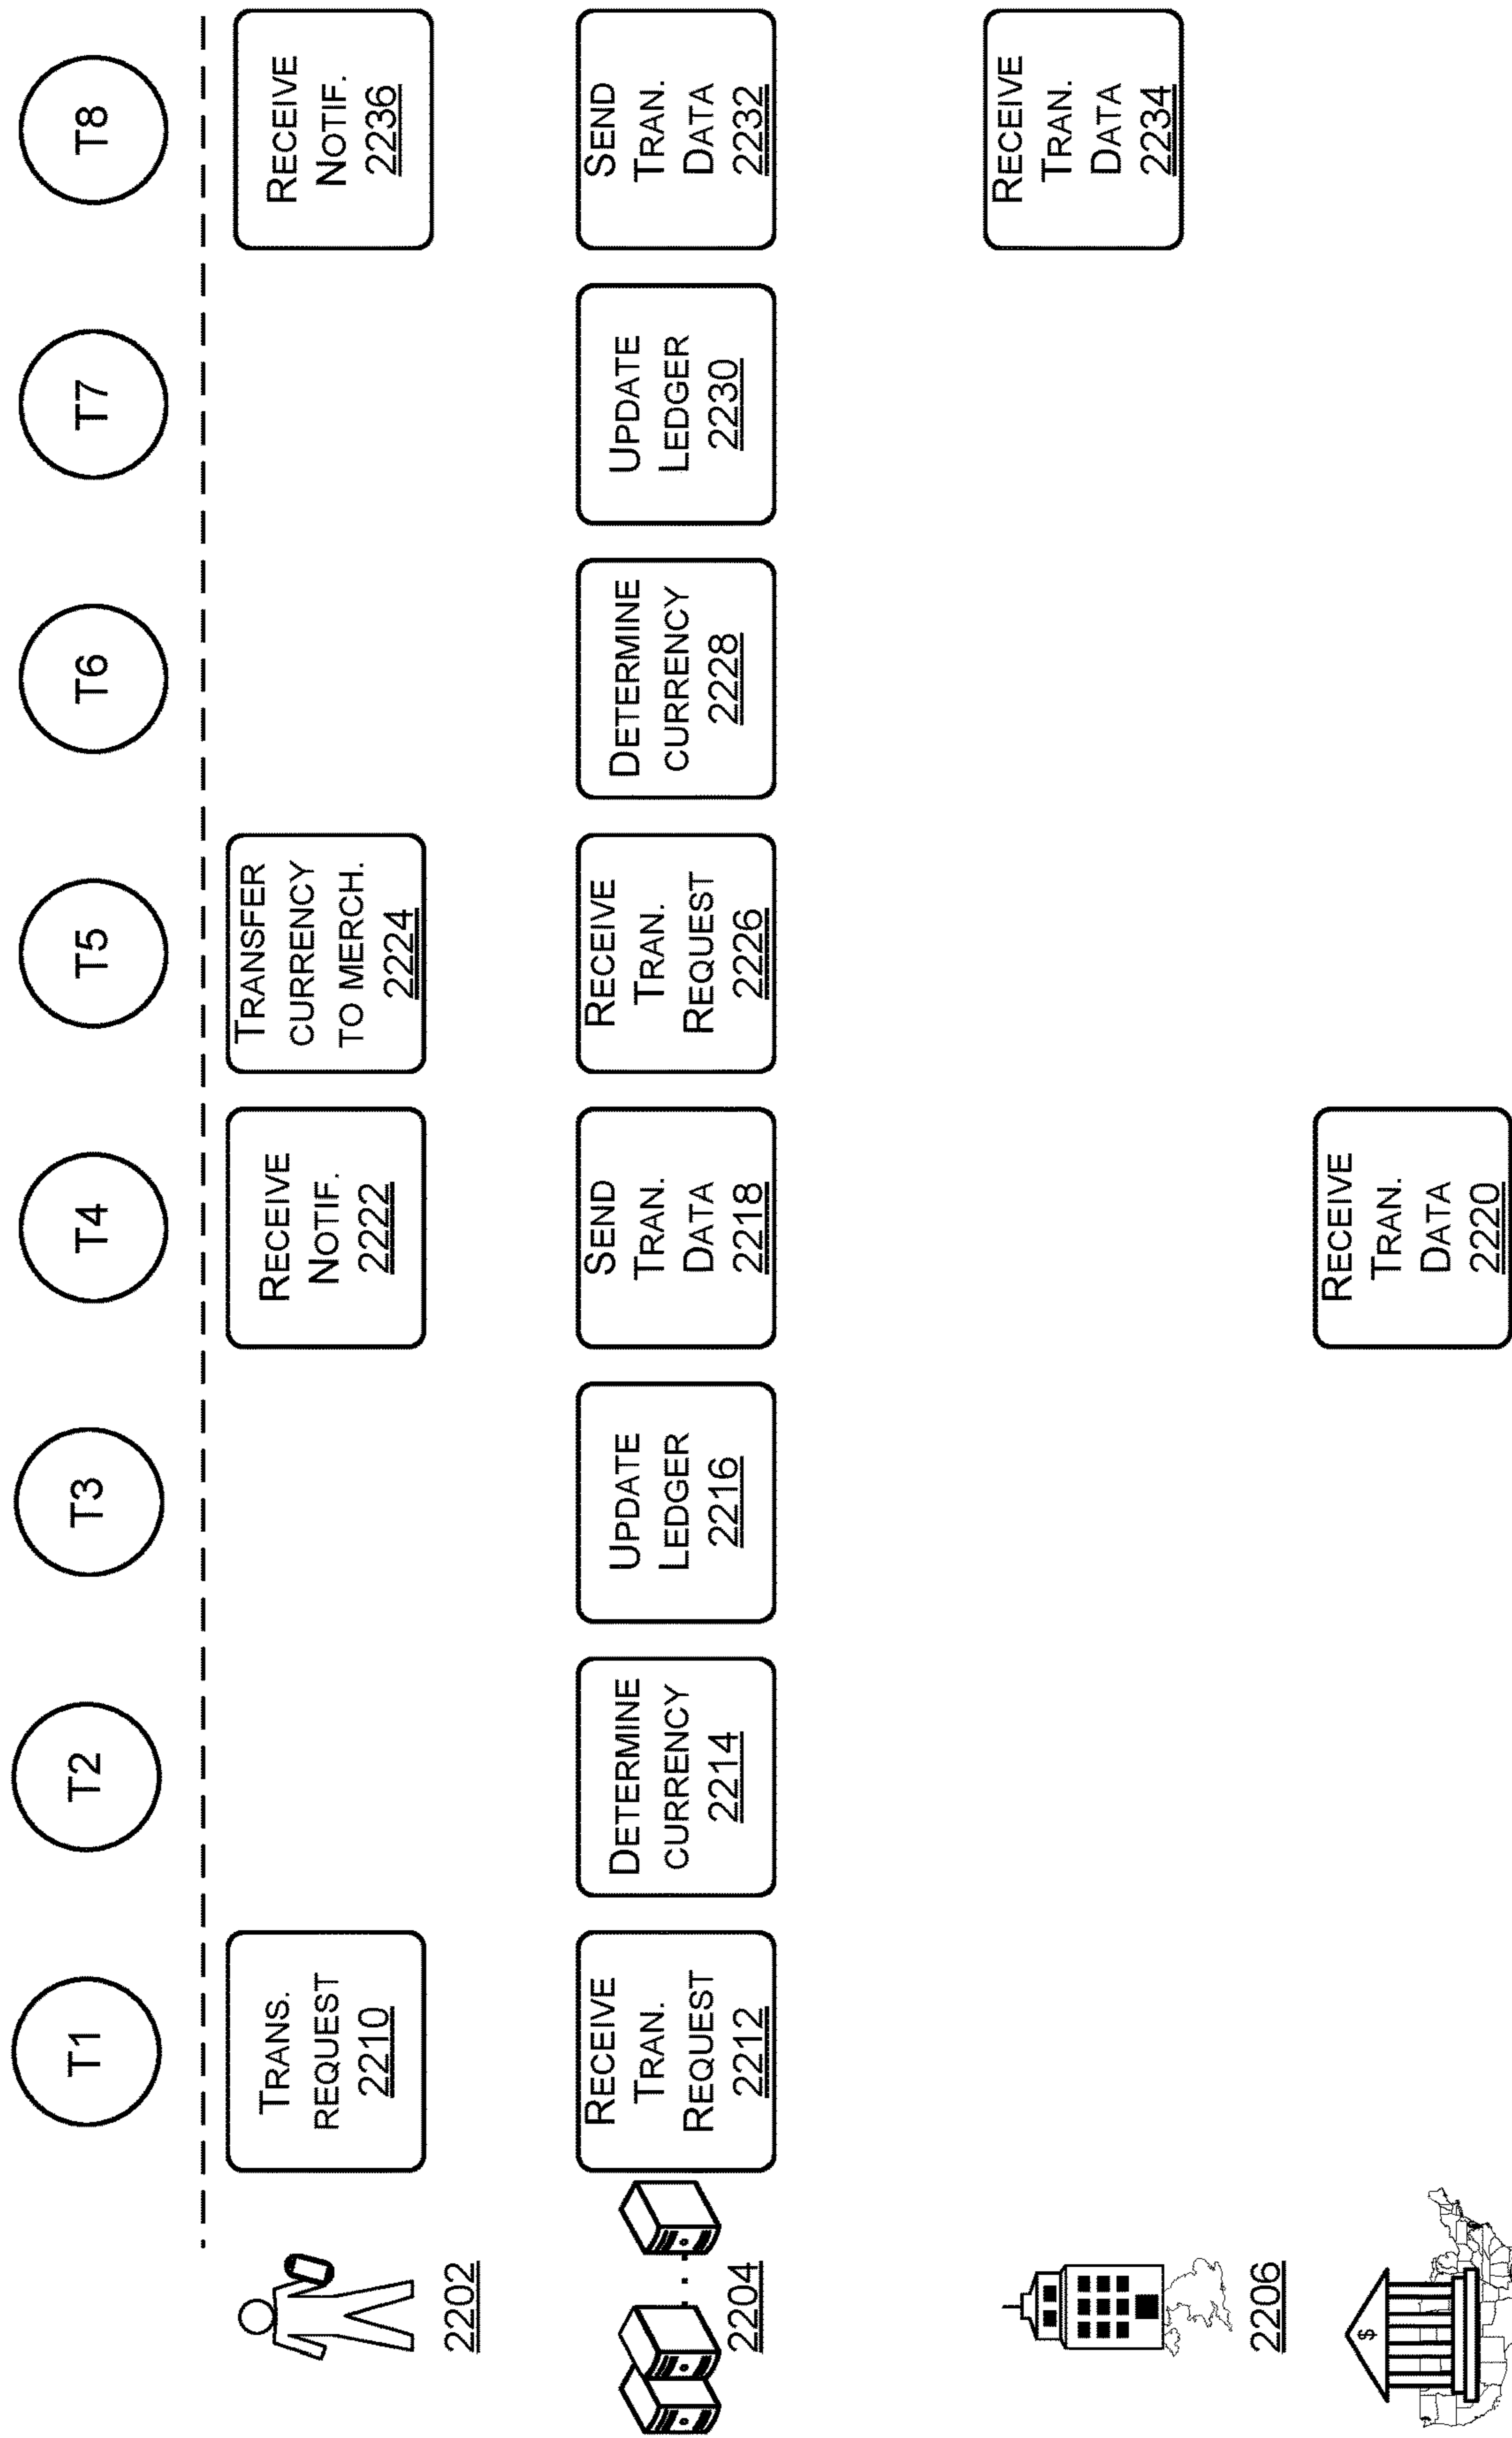 T1
T2
T3
T4
T5
T6
T7
T8
2202
TRANS.
REQUEST
2210
RECEIVE
NOTIF.
2222
TRANSFER
CURRENCY
TO MERCH.
2224
RECEIVE
NOTIF.
2236
2204
RECEIVE
TRAN.
REQUEST
2212
DETERMINE
CURRENCY
2214
UPDATE
LEDGER
2216
SEND
TRAN.
DATA
2218
RECEIVE
TRAN.
REQUEST
2226
DETERMINE
CURRENCY
2228
UPDATE
LEDGER
2230
SEND
TRAN.
DATA
2232
2206
RECEIVE
TRAN.
DATA
2234
$
RECEIVE
TRAN.
DATA
2220